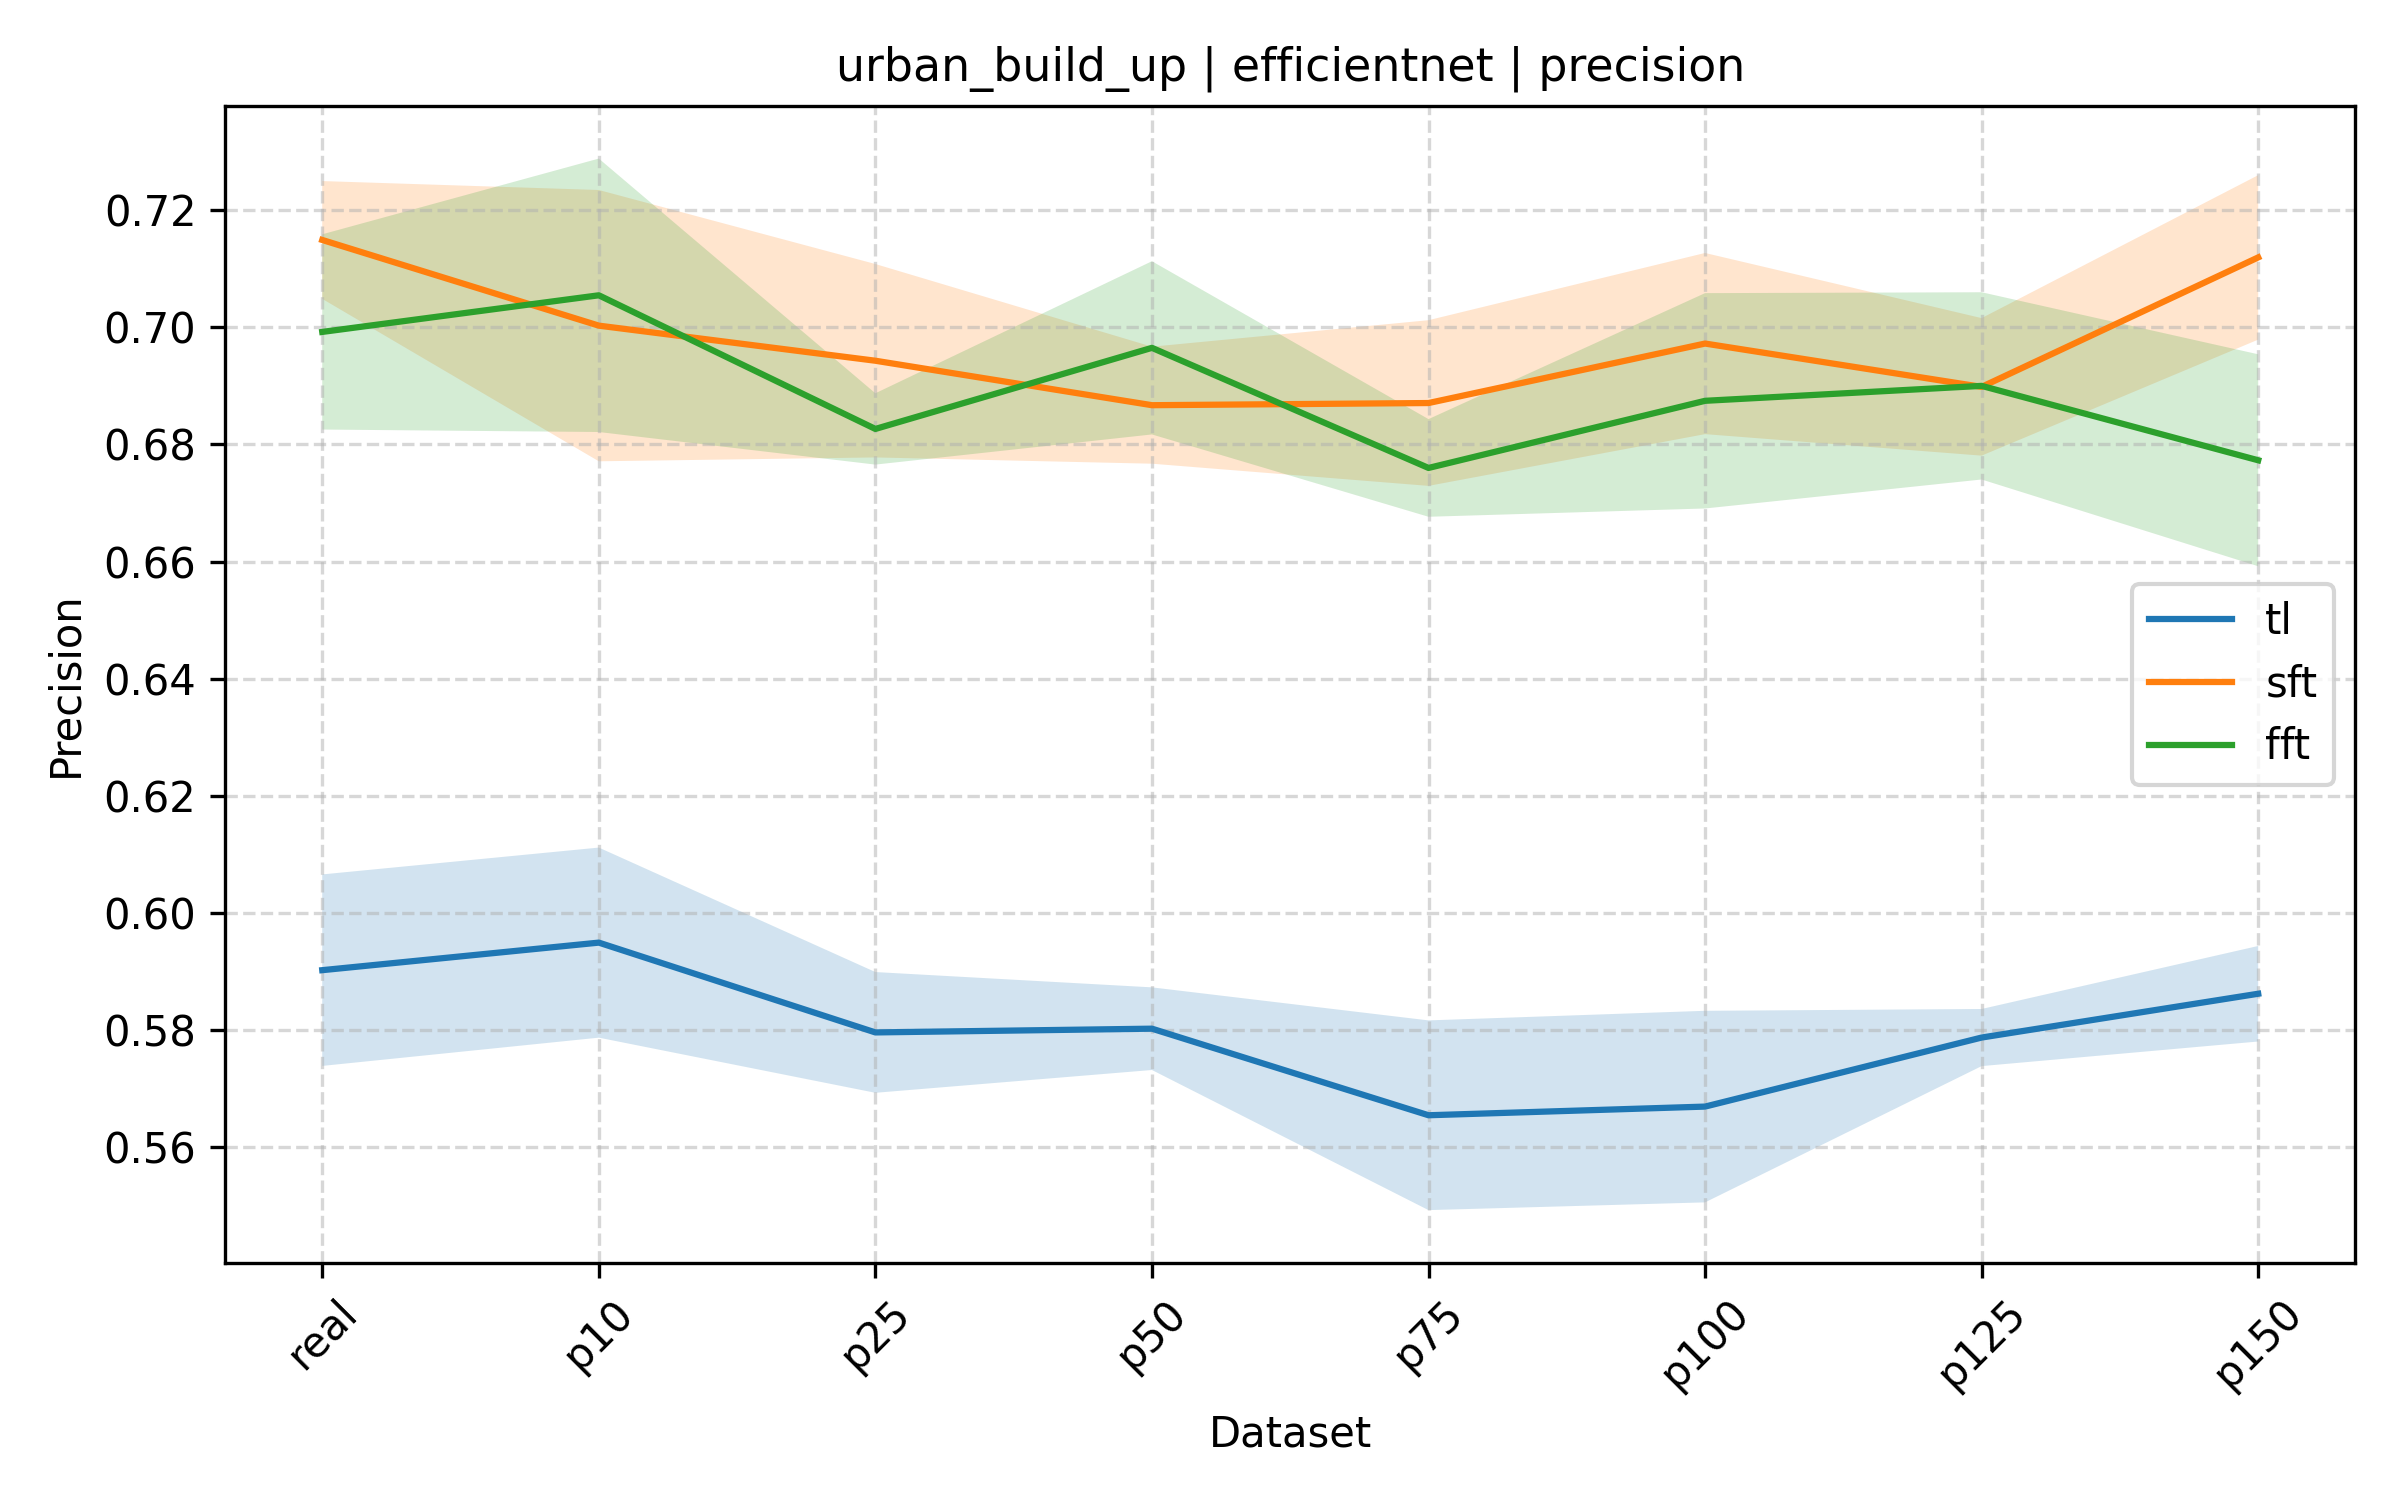 urban_build_up | efficientnet | precision
0.72
0.70
0.68
0.66
0.64
0.62
0.60
0.58
0.56
Precision
tl
sft
fft
real
p10
p25
p50
p75
p100
p125
p150
Dataset